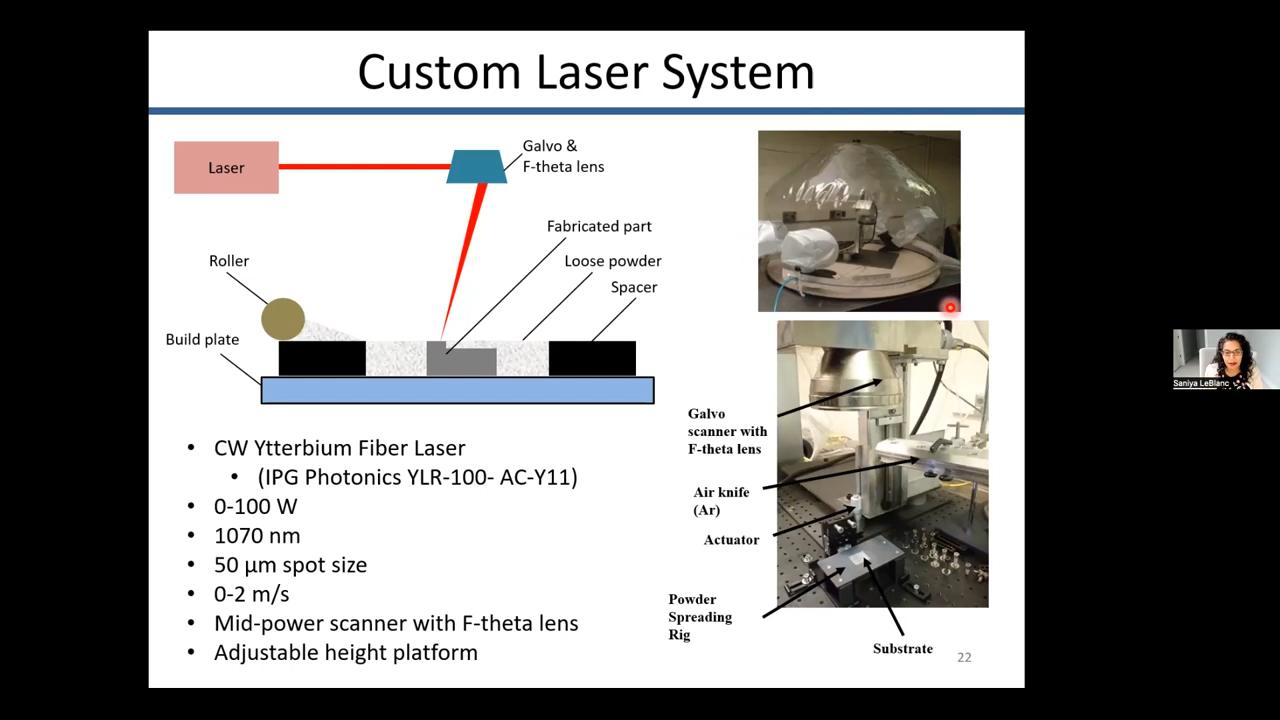 Custom Laser System
Laser
Galvo &
F-theta lens
Fabricated part
Loose powder
Spacer
Roller
Build plate
• CW Ytterbium Fiber Laser
• (IPG Photonics YLR-100- AC-Y11)
• 0-100 W
• 1070 nm
• 50 µm spot size
• 0-2 m/s
• Mid-power scanner with F-theta lens
• Adjustable height platform
Galvo
scanner with
F-theta lens
Air knife
(Ar)
Actuator
Powder
Spreading
Rig
Substrate
22
Saniya LeBlanc